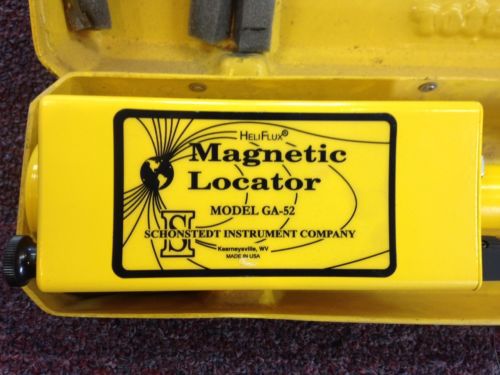 HELIFLUX®
Magnetic
Locator
MODEL GA-52
SCHONSTEDT INSTRUMENT COMPANY
Kearneysville, WV
MADE IN USA